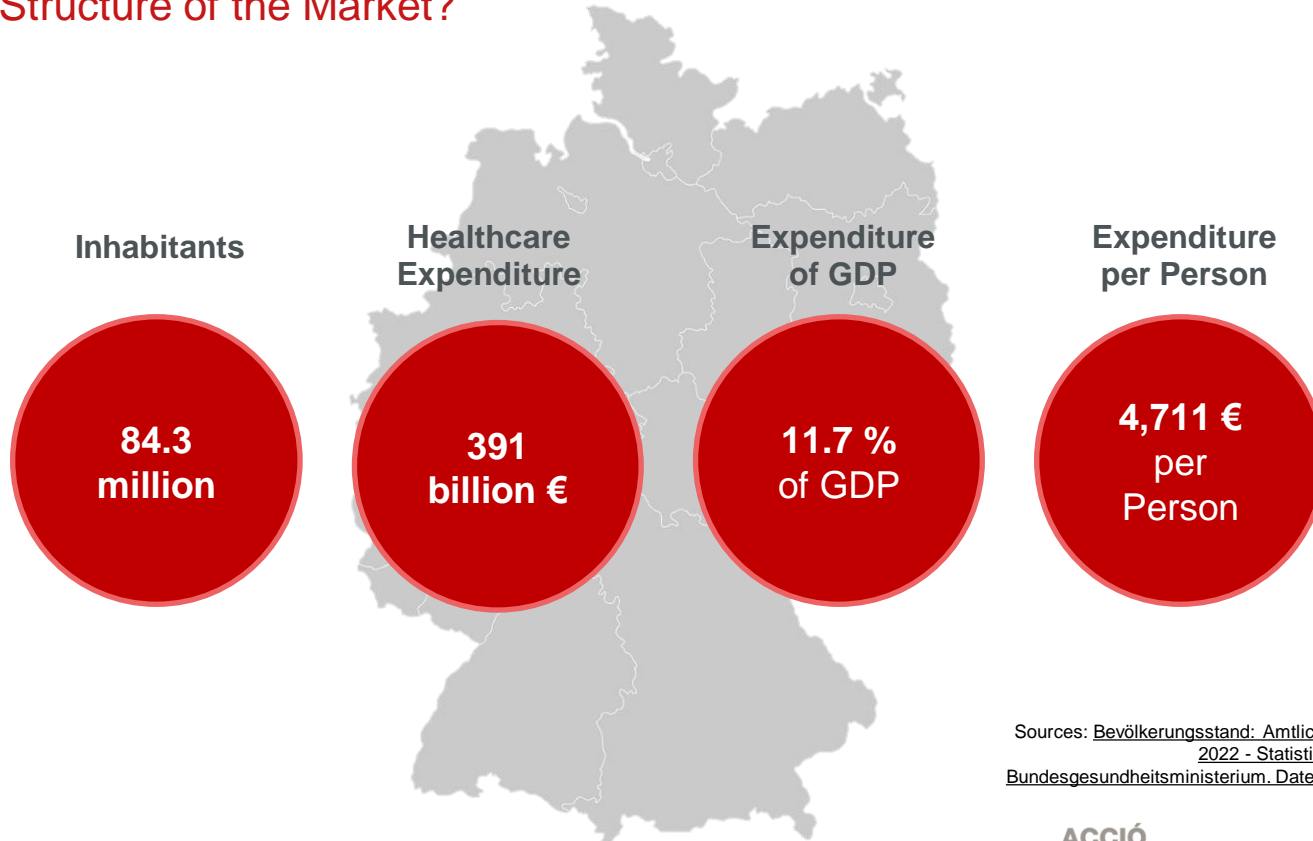 Structure of the Market?
Inhabitants
84.3
million
Healthcare
Expenditure
391
billion €
Expenditure
of GDP
11.7 %
of GDP
Expenditure
per Person
4,711 €
per
Person
Sources: Bevölkerungsstand: Amtlic
2022 - Statisti
Bundesgesundheitsministerium. Date
ACCIÓ